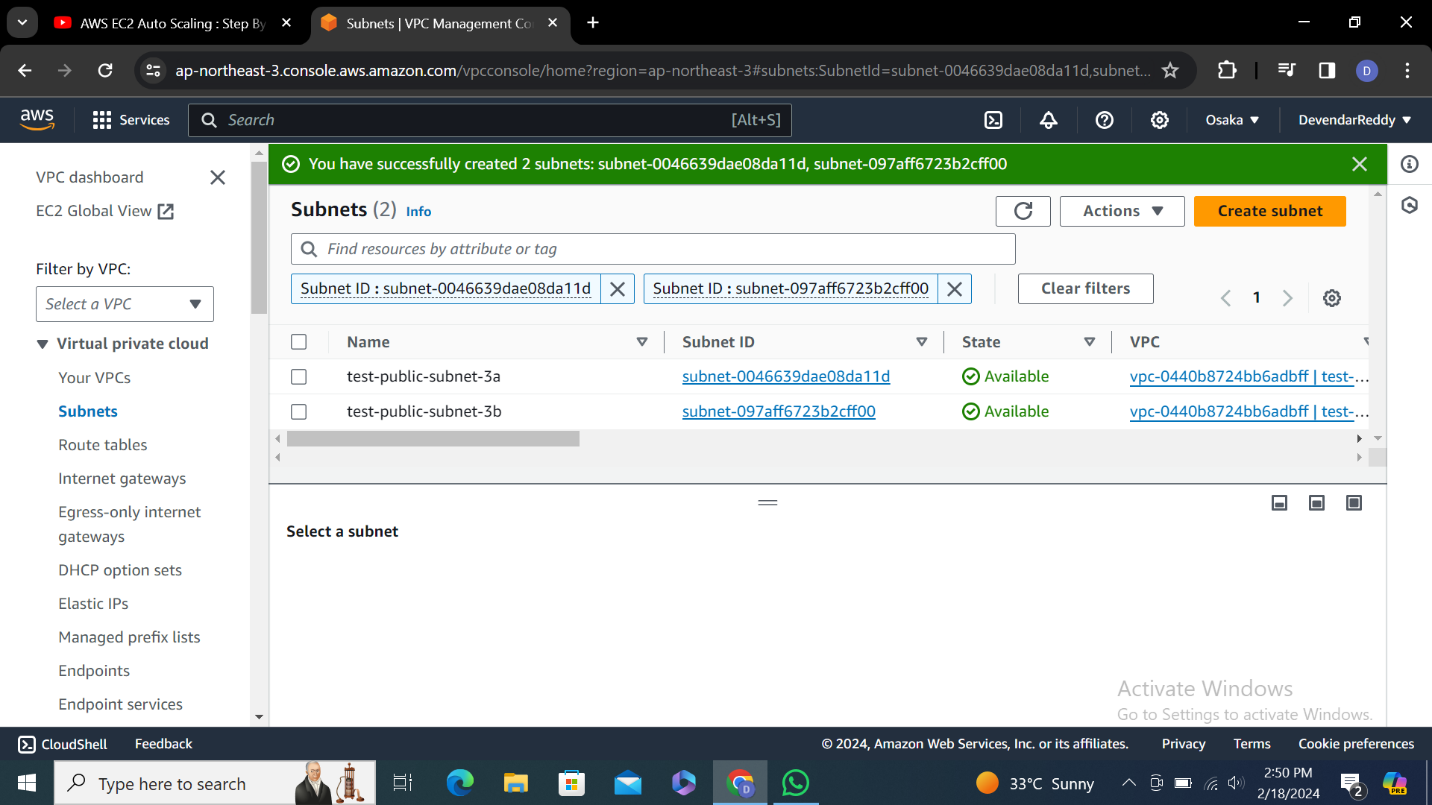 AWS EC2 Auto Scaling : Step By
Subnets | VPC Management Co
ap-northeast-3.console.aws.amazon.com/vpcconsole/home?region=ap-northeast-3#subnets:SubnetId=subnet-0046639dae08da11d,subnet...
D
aws
Services
Search
[Alt+S]
Osaka
DevendarReddy
VPC dashboard
EC2 Global View
Filter by VPC:
Select a VPC
Virtual private cloud
Your VPCs
Subnets
Route tables
Internet gateways
Egress-only internet
gateways
DHCP option sets
Elastic IPs
Managed prefix lists
Endpoints
Endpoint services
You have successfully created 2 subnets: subnet-0046639dae08da11d, subnet-097aff6723b2cff00
Subnets (2) Info
Actions
Create subnet
Find resources by attribute or tag
Subnet ID : subnet-0046639dae08da11d
Subnet ID : subnet-097aff6723b2cff00
Clear filters
1
Name Subnet ID State VPC
test-public-subnet-3a subnet-0046639dae08da11d Available vpc-0440b8724bb6adbff | test-...
test-public-subnet-3b subnet-097aff6723b2cff00 Available vpc-0440b8724bb6adbff | test-...
Select a subnet
Activate Windows
Go to Settings to activate Windows.
CloudShell
Feedback
© 2024, Amazon Web Services, Inc. or its affiliates.
Privacy
Terms
Cookie preferences
Type here to search
D
33°C Sunny
2:50 PM
2/18/2024
2
PRE